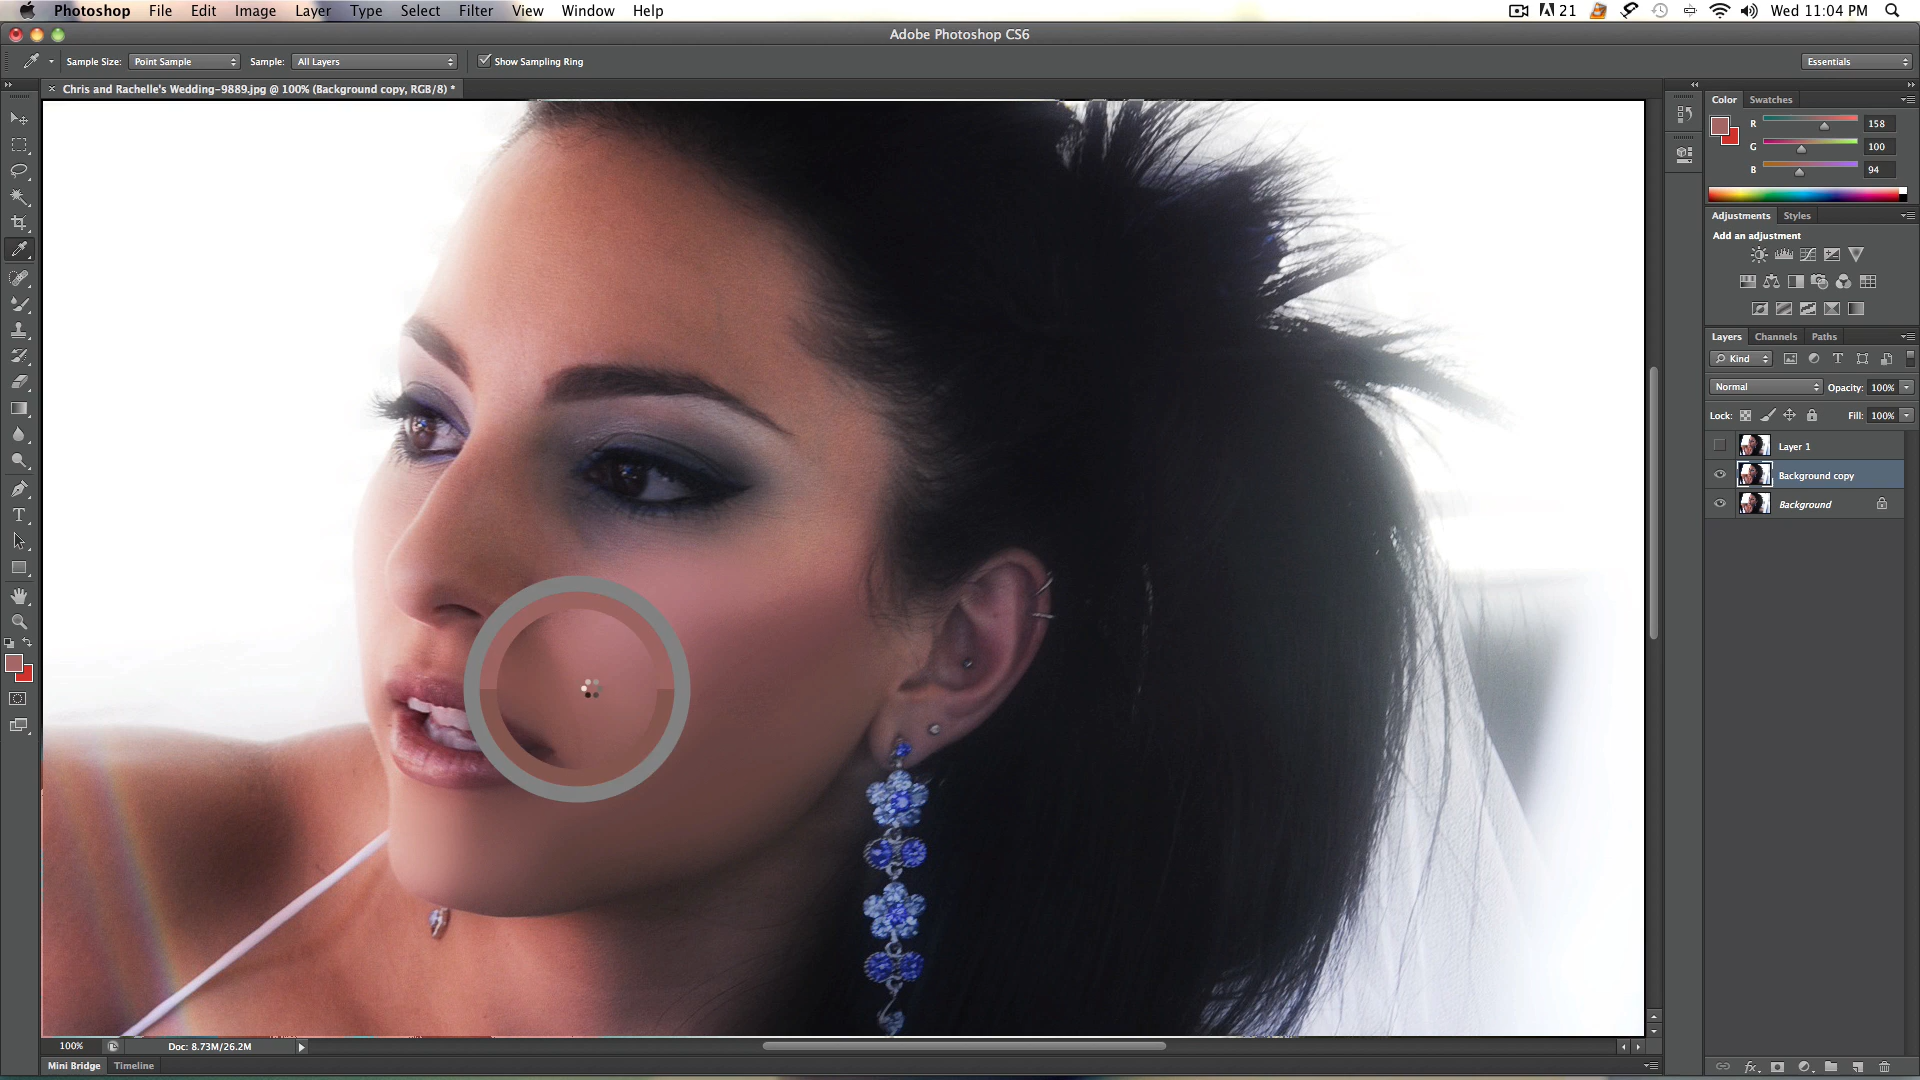 Photoshop File Edit Image Layer Type Select Filter View Window Help 21 Wed 11:04 PM
Adobe Photoshop CS6
Sample Size: Point Sample Sample: All Layers Show Sampling Ring Essentials
Chris and Rachelle's Wedding-9889.jpg @ 100% (Background copy, RGB/8) *
Color Swatches
R 158
G 100
B 94
Adjustments Styles
Add an adjustment
Layers Channels Paths
Kind T
Normal Opacity: 100%
Lock: Fill: 100%
Layer 1
Background copy
Background
T
100% Doc: 8.73M/26.2M
Mini Bridge Timeline
fx